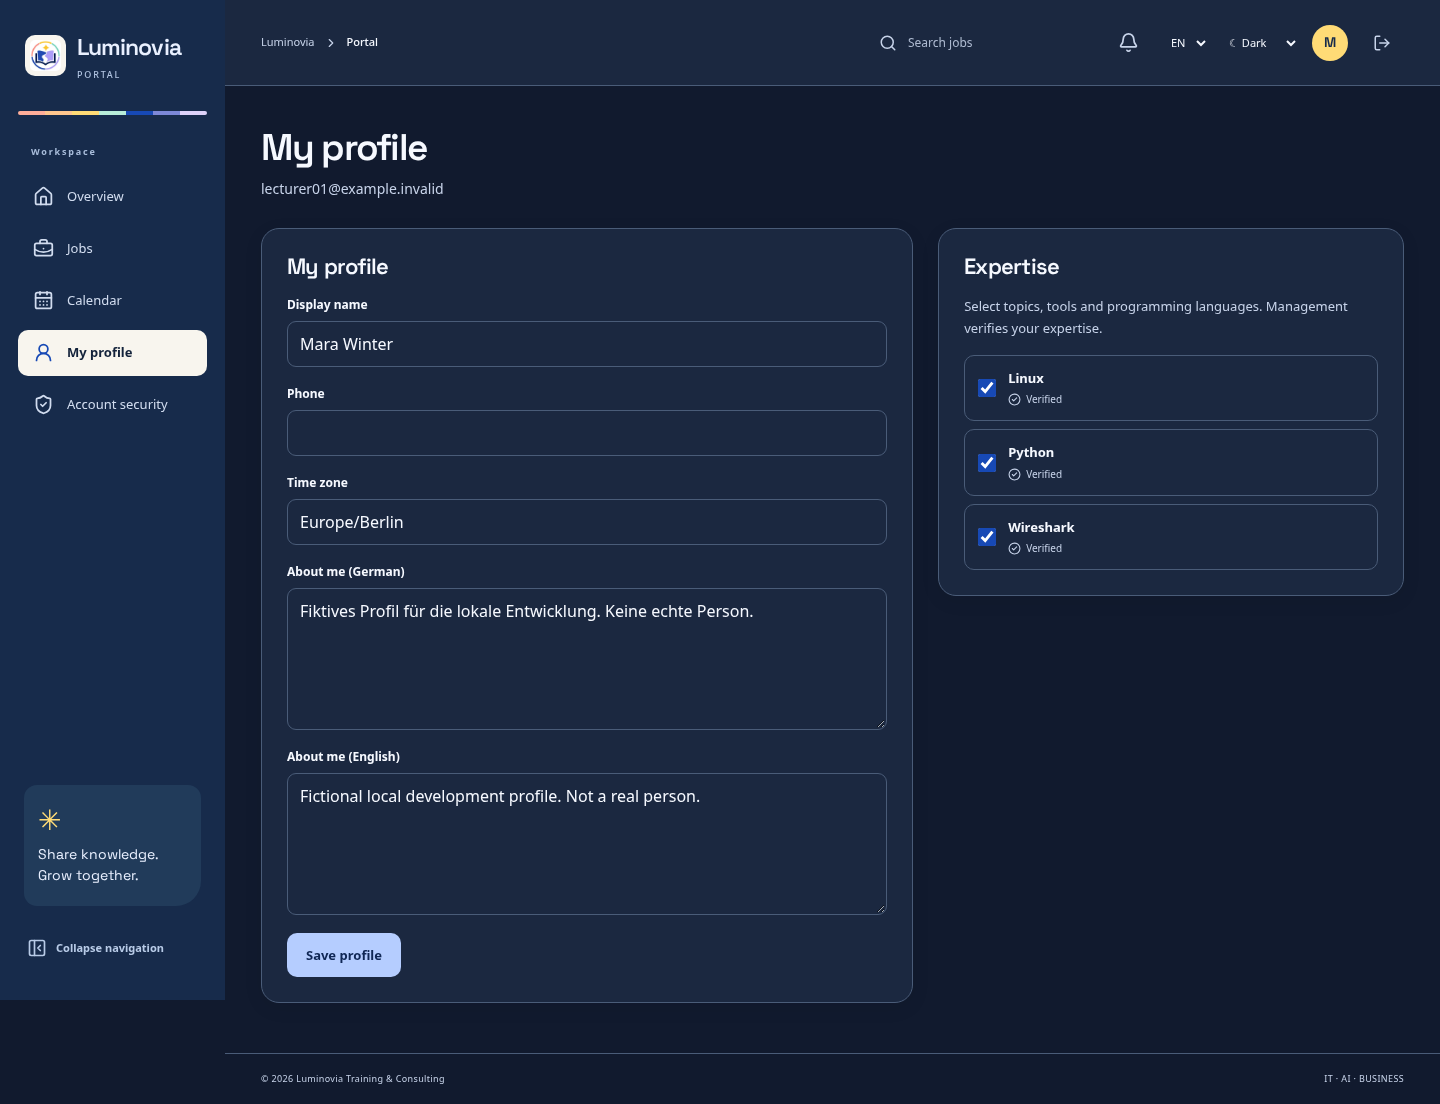 Luminovia
PORTAL
Workspace
Overview
Jobs
Calendar
My profile
Account security
Share knowledge.
Grow together.
Collapse navigation
Luminovia
Portal
Search jobs
EN
Dark
M
My profile
lecturer01@example.invalid
My profile
Display name
Mara Winter
Phone
Time zone
Europe/Berlin
About me (German)
Fiktives Profil für die lokale Entwicklung. Keine echte Person.
About me (English)
Fictional local development profile. Not a real person.
Save profile
Expertise
Select topics, tools and programming languages. Management
verifies your expertise.
Linux
Verified
Python
Verified
Wireshark
Verified
© 2026 Luminovia Training & Consulting
IT · AI · BUSINESS